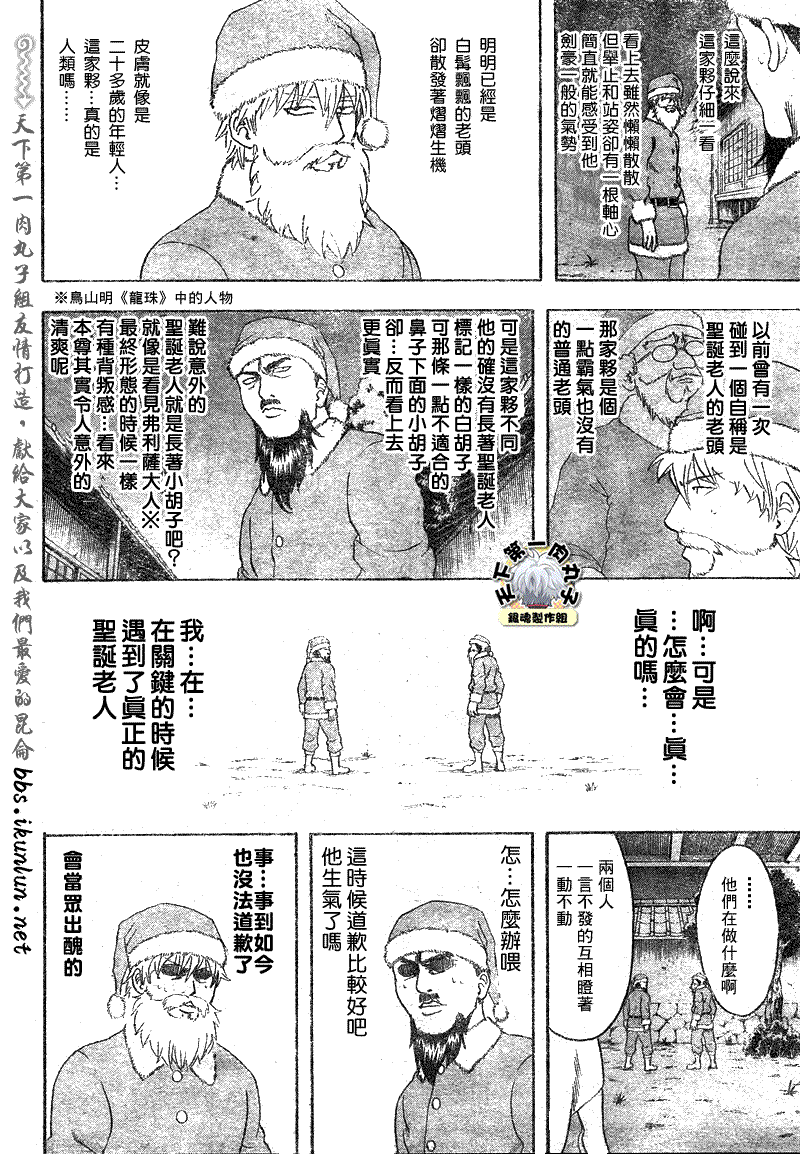 這麼說來
這家夥仔細一看
看上去雖然懶懶散散
但舉止和站姿卻有一根軸心
簡直就能感受到他
劍豪一般的氣勢
明明已經是
白髯飄飄的老頭
卻散發著熠熠生機
皮膚就像是
二十多歲的年輕人…
這家夥…真的是
人類嗎……
※鳥山明《龍珠》中的人物
以前曾有一次
碰到一個自稱是
聖誕老人的老頭
那家夥是個
一點霸氣也沒有
的普通老頭
可是這家夥不同
他的確沒有長著聖誕老人
標記一樣的白胡子
可那條一點不適合的
鼻子下面的小胡子
卻…反而看上去
更眞實
難說意外的
聖誕老人就是長著小胡子吧？
就像是看見弗利薩大人※
最終形態的時候一樣
有種背叛感…看來
本尊其實令人意外的
清爽呢
天下第一肉丸子
銀魂製作組
啊…可是
…怎麼會…眞…
眞的嗎…
我…在…
在關鍵的時候
遇到了眞正的
聖誕老人
……
他們在做什麼啊
兩個人
一言不發的互相瞪著
一動不動
怎…怎麼辦喂
這時候道歉比較好吧
他生氣了嗎
事…事到如今
也沒法道歉了
會當眾出醜的
天下第一肉丸子組友情打造，獻給大家以及我們最愛的昆侖 bbs.ikunlun.net